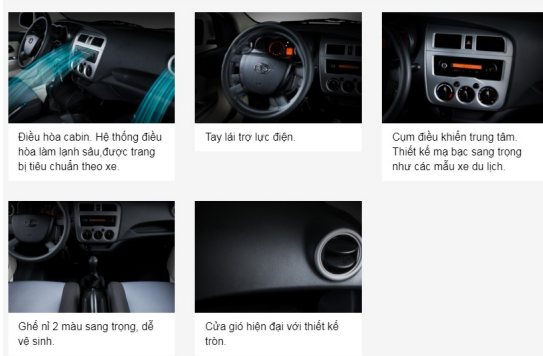 Điều hòa cabin. Hệ thống điều
hòa làm lạnh sâu,được trang
bị tiêu chuẩn theo xe.
Tay lái trợ lực điện.
Cụm điều khiển trung tâm.
Thiết kế mạ bạc sang trọng
như các mẫu xe du lịch.
Ghế nỉ 2 màu sang trọng, dễ
vệ sinh.
Cửa gió hiện đại với thiết kế
tròn.